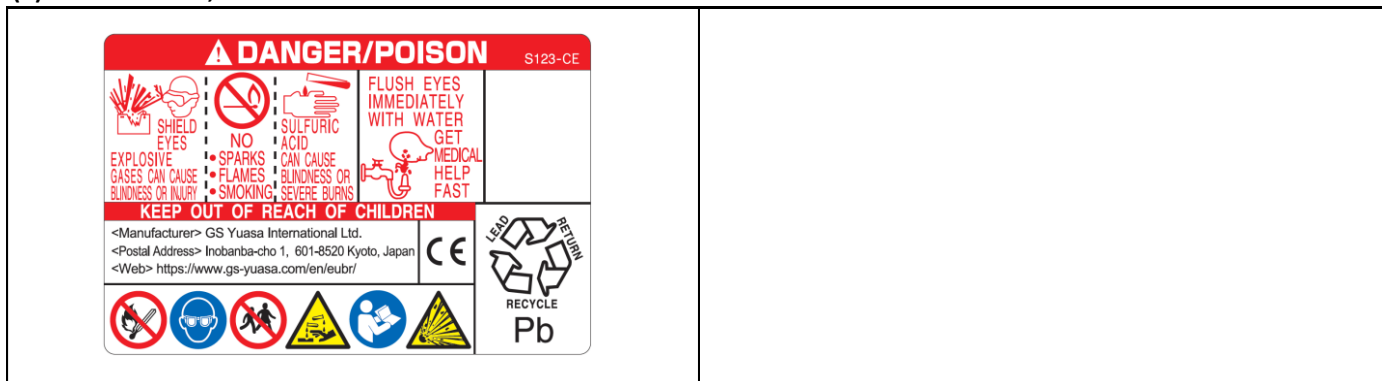 DANGER/POISON
S123-CE
SHIELD
EYES
EXPLOSIVE
GASES CAN CAUSE
BLINDNESS OR INJURY
NO
• SPARKS
• FLAMES
• SMOKING
SULFURIC
ACID
CAN CAUSE
BLINDNESS OR
SEVERE BURNS
FLUSH EYES
IMMEDIATELY
WITH WATER
GET
MEDICAL
HELP
FAST
KEEP OUT OF REACH OF CHILDREN
<Manufacturer> GS Yuasa International Ltd.
<Postal Address> Inobanba-cho 1, 601-8520 Kyoto, Japan
<Web> https://www.gs-yuasa.com/en/eubr/
CE
LEAD
RETURN
RECYCLE
Pb